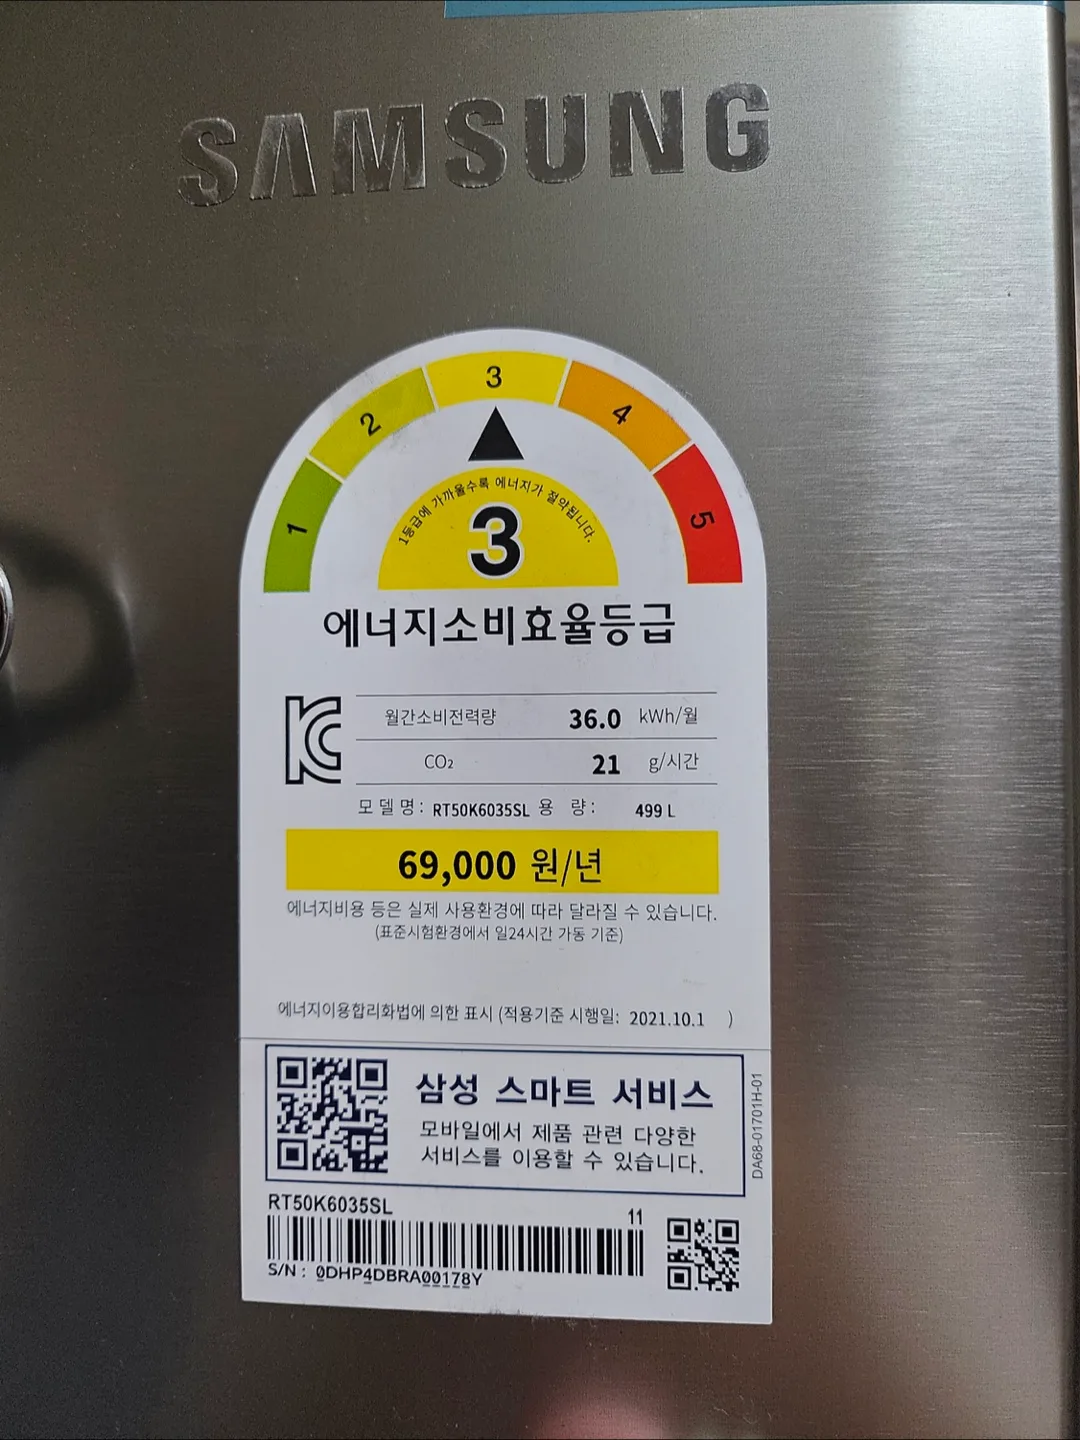 SAMSUNG
1 2 3 4 5
1등급에 가까울수록 에너지가 절약됩니다.
3
에너지소비효율등급
월간소비전력량 36.0 kWh/월
CO₂ 21 g/시간
모델명: RT50K6035SL 용 량: 499 L
69,000 원/년
에너지비용 등은 실제 사용환경에 따라 달라질 수 있습니다.
(표준시험환경에서 일24시간 가동 기준)
에너지이용합리화법에 의한 표시 (적용기준 시행일: 2021.10.1 )
삼성 스마트 서비스
모바일에서 제품 관련 다양한
서비스를 이용할 수 있습니다.
DA68-01701H-01
RT50K6035SL 11
S/N : 0DHP4DBRA00178Y